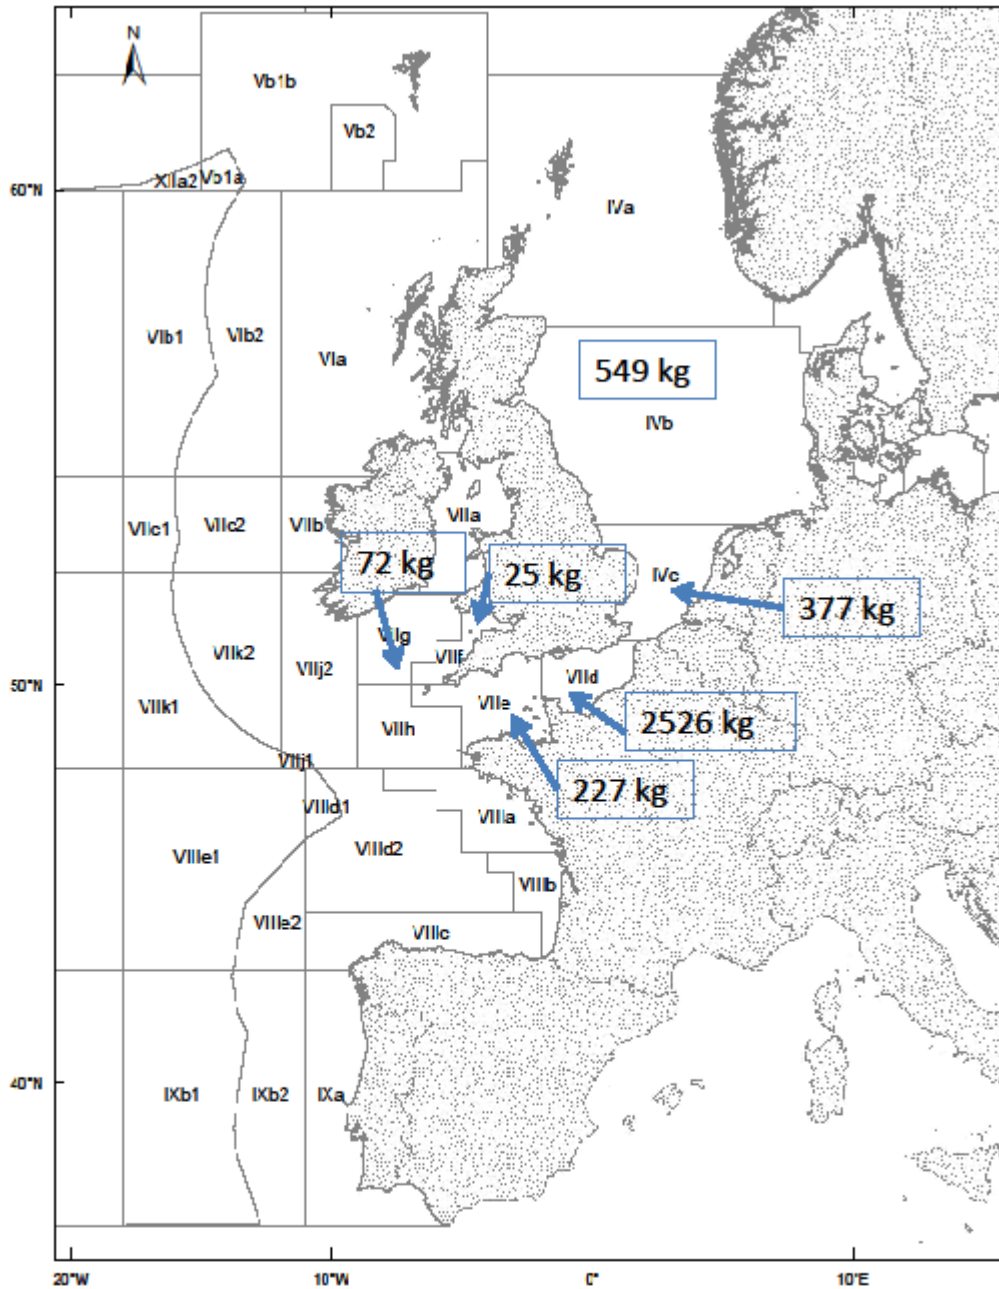 N
Vb1b
Vb2
XIIa2
Vb1a
60°N
IVa
VIb1
VIb2
VIa
549 kg
IVb
VIIc1
VIIc2
VIIb
VIIa
72 kg
25 kg
IVc
377 kg
VIIg
VIIk2
VIIj2
VIIf
50°N
VIId
VIIk1
VIIe
VIIh
2526 kg
VIIj1
227 kg
VIIId1
VIIIa
VIIIe1
VIIId2
VIIIb
VIIIe2
VIIIc
40°N
IXb1
IXb2
IXa
20°W
10°W
0°
10°E